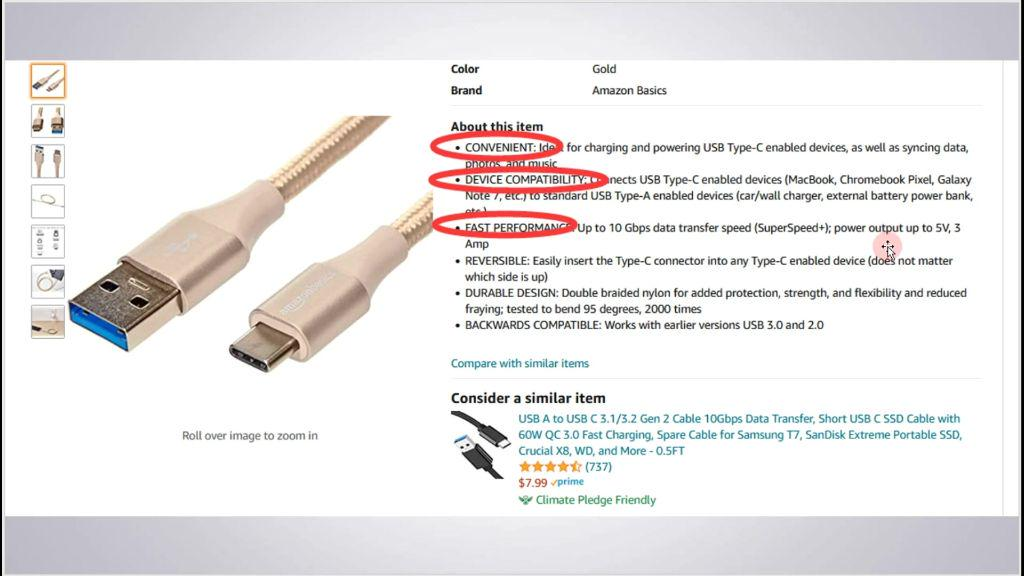 Color Gold
Brand Amazon Basics
About this item
• CONVENIENT: Ideal for charging and powering USB Type-C enabled devices, as well as syncing data,
photos, and music
• DEVICE COMPATIBILITY: Connects USB Type-C enabled devices (MacBook, Chromebook Pixel, Galaxy
Note 7, etc.) to standard USB Type-A enabled devices (car/wall charger, external battery power bank,
etc.)
• FAST PERFORMANCE: Up to 10 Gbps data transfer speed (SuperSpeed+); power output up to 5V, 3
Amp
• REVERSIBLE: Easily insert the Type-C connector into any Type-C enabled device (does not matter
which side is up)
• DURABLE DESIGN: Double braided nylon for added protection, strength, and flexibility and reduced
fraying; tested to bend 95 degrees, 2000 times
• BACKWARDS COMPATIBLE: Works with earlier versions USB 3.0 and 2.0
amazonbasics
Roll over image to zoom in
Compare with similar items
Consider a similar item
USB A to USB C 3.1/3.2 Gen 2 Cable 10Gbps Data Transfer, Short USB C SSD Cable with
60W QC 3.0 Fast Charging, Spare Cable for Samsung T7, SanDisk Extreme Portable SSD,
Crucial X8, WD, and More - 0.5FT
(737)
$7.99 prime
Climate Pledge Friendly